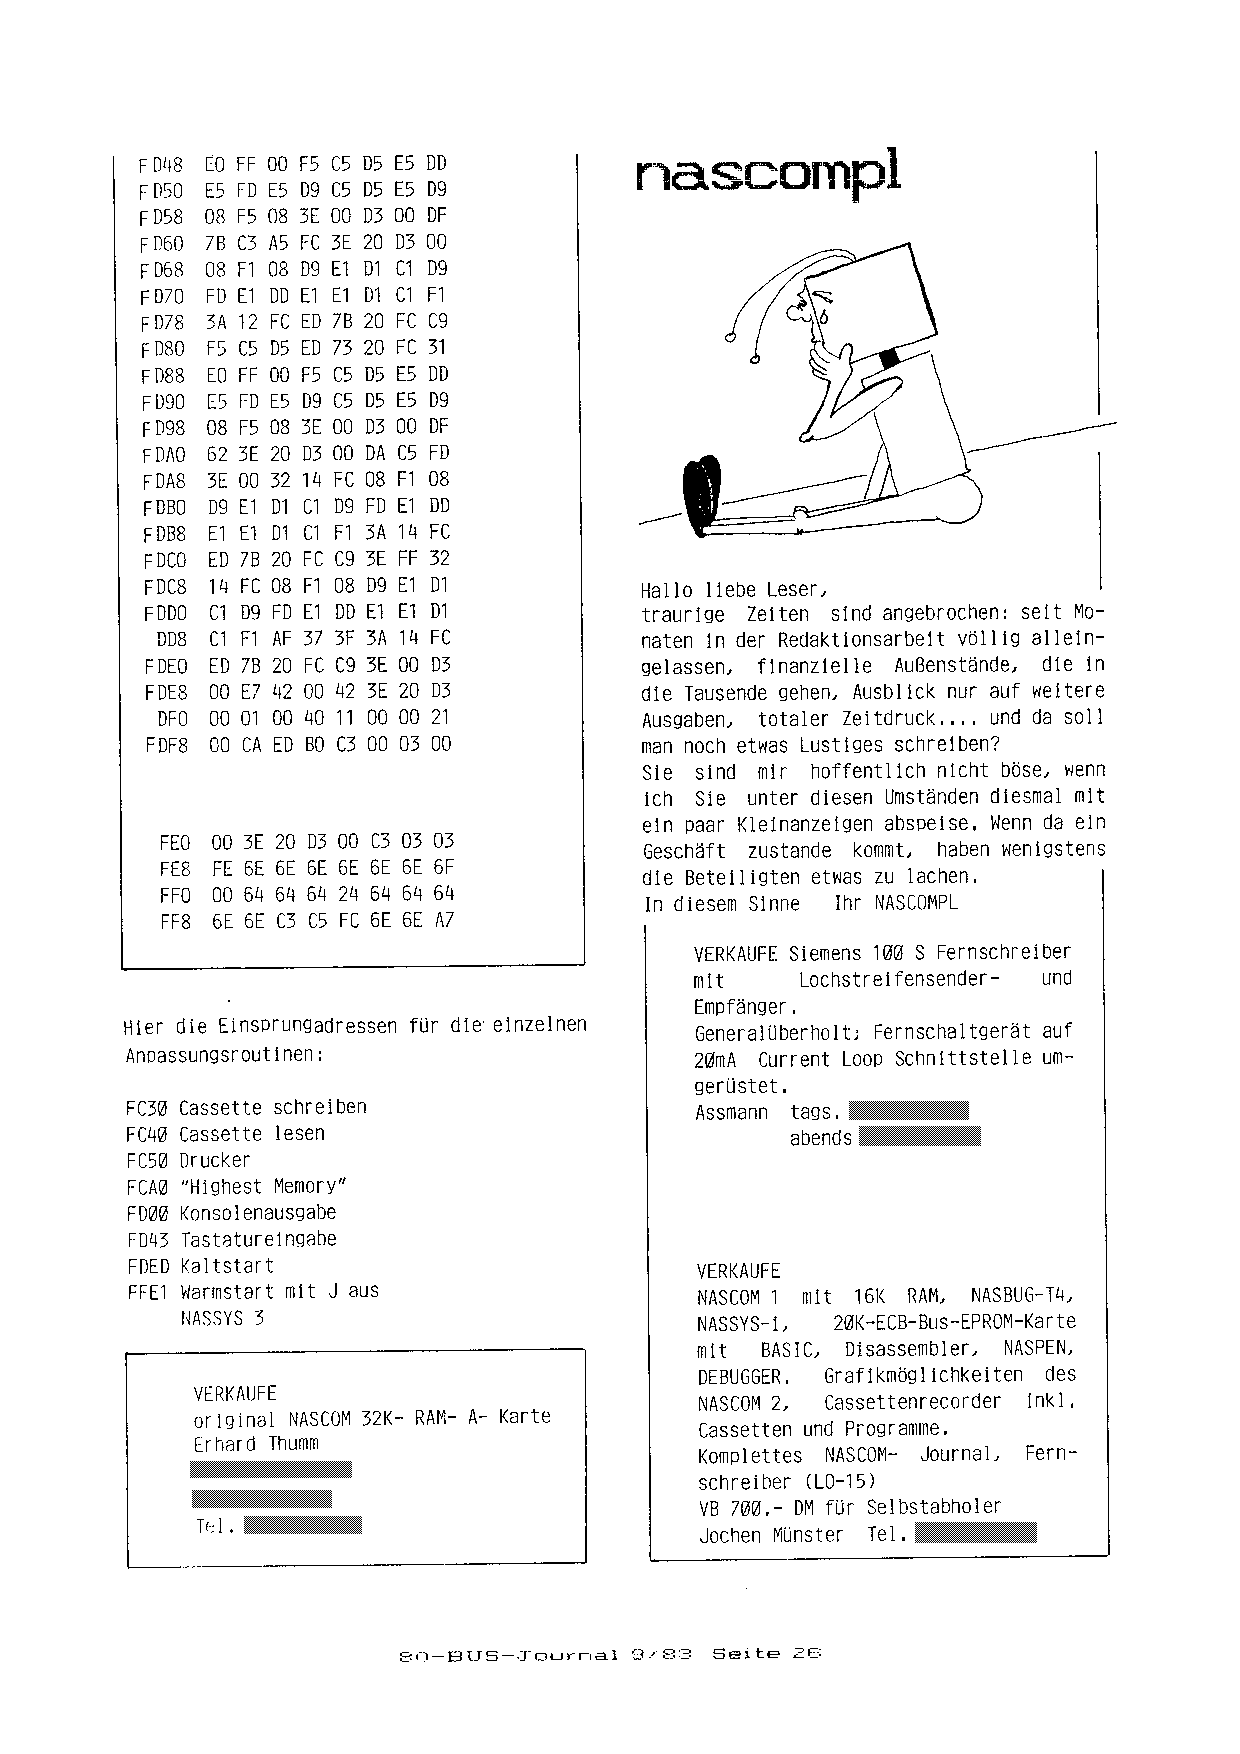 FD48 E0 FF 00 F5 C5 D5 E5 DD
FD50 E5 FD E5 D9 C5 D5 E5 D9
FD58 08 F5 08 3E 00 D3 00 DF
FD60 7B C3 A5 FC 3E 20 D3 00
FD68 08 F1 08 D9 E1 D1 C1 D9
FD70 FD E1 DD E1 E1 D1 C1 F1
FD78 3A 12 FC ED 7B 20 FC C9
FD80 F5 C5 D5 ED 73 20 FC 31
FD88 E0 FF 00 F5 C5 D5 E5 DD
FD90 E5 FD E5 D9 C5 D5 E5 D9
FD98 08 F5 08 3E 00 D3 00 DF
FDA0 62 3E 20 D3 00 DA C5 FD
FDA8 3E 00 32 14 FC 08 F1 08
FDB0 D9 E1 D1 C1 D9 FD E1 DD
FDB8 E1 E1 D1 C1 F1 3A 14 FC
FDC0 ED 7B 20 FC C9 3E FF 32
FDC8 14 FC 08 F1 08 D9 E1 D1
FDD0 C1 D9 FD E1 DD E1 E1 D1
DD8 C1 F1 AF 37 3F 3A 14 FC
FDE0 ED 7B 20 FC C9 3E 00 D3
FDE8 00 E7 42 00 42 3E 20 D3
DF0 00 01 00 40 11 00 00 21
FDF8 00 CA ED B0 C3 00 03 00
FFE0 00 3E 20 D3 00 C3 03 03
FE8 FE 6E 6E 6E 6E 6E 6E 6F
FF0 00 64 64 64 24 64 64 64
FF8 6E 6E C3 C5 FC 6E 6E A7
Hier die Einsprungadressen für die einzelnen
Anpassungsroutinen:
FC30 Cassette schreiben
FC40 Cassette lesen
FC50 Drucker
FCA0 "Highest Memory"
FD00 Konsolenausgabe
FD43 Tastatureingabe
FDED Kaltstart
FFE1 Warmstart mit J aus
NASSYS 3
VERKAUFE
original NASCOM 32K- RAM- A- Karte
Erhard Thumm
Tel.
nascompl
Hallo liebe Leser,
traurige Zeiten sind angebrochen: seit Mo-
naten in der Redaktionsarbeit völlig allein-
gelassen, finanzielle Außenstände, die in
die Tausende gehen, Ausblick nur auf weitere
Ausgaben, totaler Zeitdruck.... und da soll
man noch etwas Lustiges schreiben?
Sie sind mir hoffentlich nicht böse, wenn
ich Sie unter diesen Umständen diesmal mit
ein paar Kleinanzeigen abspeise. Wenn da ein
Geschäft zustande kommt, haben wenigstens
die Beteiligten etwas zu lachen.
In diesem Sinne Ihr NASCOMPL
VERKAUFE Siemens 100 S Fernschreiber
mit Lochstreifensender- und
Empfänger.
Generalüberholt; Fernschaltgerät auf
20mA Current Loop Schnittstelle um-
gerüstet.
Assmann tags.
abends
VERKAUFE
NASCOM 1 mit 16K RAM, NASBUG-T4,
NASSYS-1, 20K-ECB-Bus-EPROM-Karte
mit BASIC, Disassembler, NASPEN,
DEBUGGER. Grafikmöglichkeiten des
NASCOM 2, Cassettenrecorder inkl.
Cassetten und Programme.
Komplettes NASCOM- Journal, Fern-
schreiber (LO-15)
VB 700.- DM für Selbstabholer
Jochen Münster Tel.
80-BUS-Journal 9/83 Seite 26